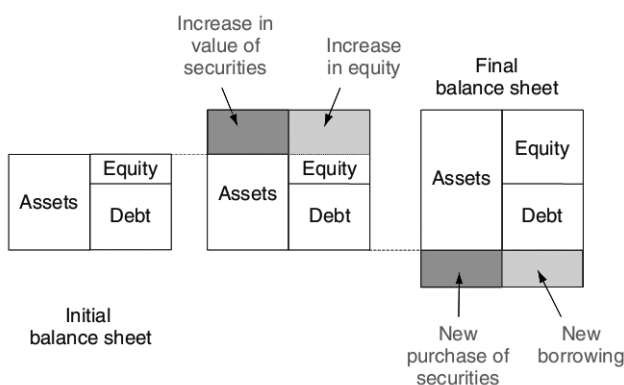 Increase in
value of
securities
Increase
in equity
Final
balance sheet
Assets
Equity
Debt
Assets
Equity
Debt
Assets
Equity
Debt
Initial
balance sheet
New
purchase of
securities
New
borrowing